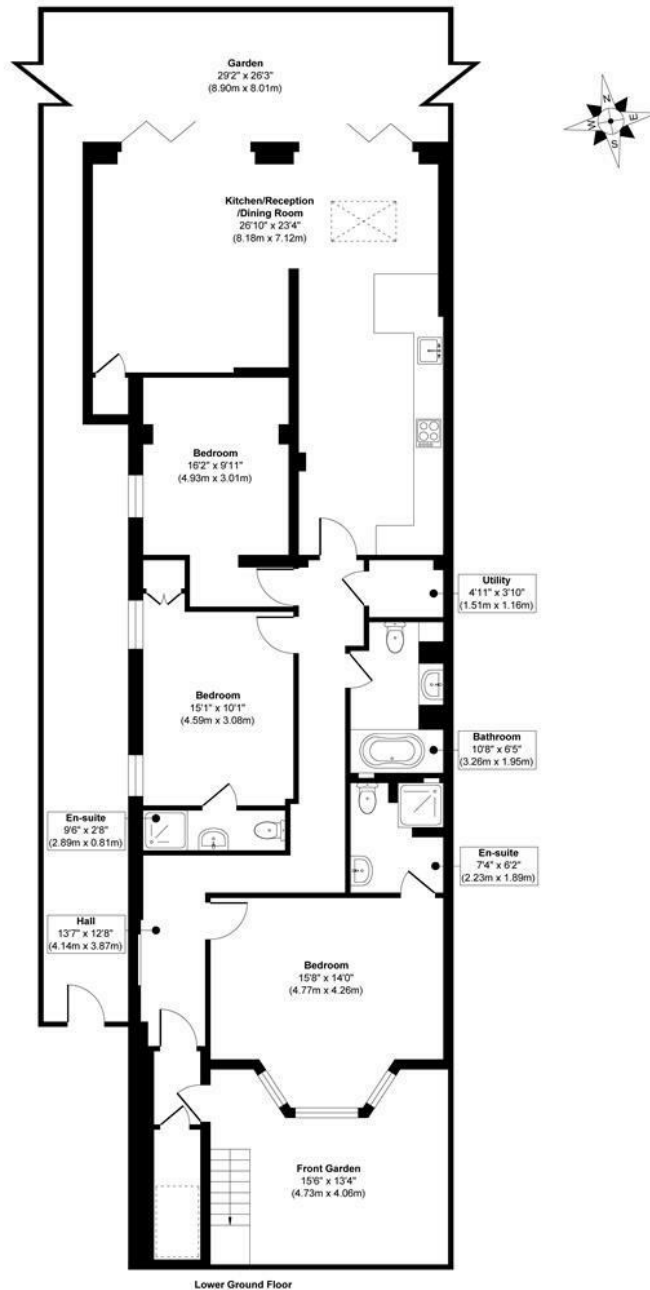 Garden
29'2" x 26'3"
(8.90m x 8.01m)
N
W
E
S
Kitchen/Reception
/Dining Room
26'10" x 23'4"
(8.18m x 7.12m)
Bedroom
16'2" x 9'11"
(4.93m x 3.01m)
Utility
4'11" x 3'10"
(1.51m x 1.16m)
Bedroom
15'1" x 10'1"
(4.59m x 3.08m)
Bathroom
10'8" x 6'5"
(3.26m x 1.95m)
En-suite
9'6" x 2'8"
(2.89m x 0.81m)
En-suite
7'4" x 6'2"
(2.23m x 1.89m)
Hall
13'7" x 12'8"
(4.14m x 3.87m)
Bedroom
15'8" x 14'0"
(4.77m x 4.26m)
Front Garden
15'6" x 13'4"
(4.73m x 4.06m)
Lower Ground Floor